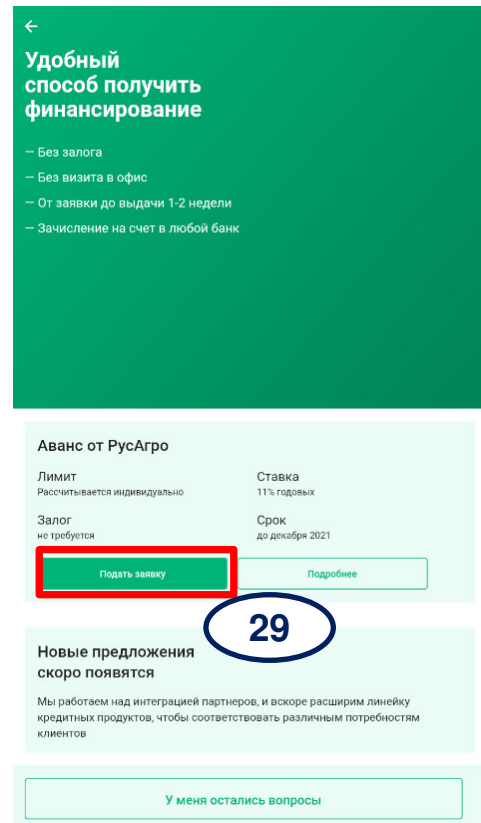 Удобный
способ получить
финансирование
— Без залога
— Без визита в офис
— От заявки до выдачи 1-2 недели
— Зачисление на счет в любой банк
Аванс от РусАгро
Лимит
Рассчитывается индивидуально
Ставка
11% годовых
Залог
не требуется
Срок
до декабря 2021
Подать заявку
Подробнее
29
Новые предложения
скоро появятся
Мы работаем над интеграцией партнеров, и вскоре расширим линейку
кредитных продуктов, чтобы соответствовать различным потребностям
клиентов
У меня остались вопросы